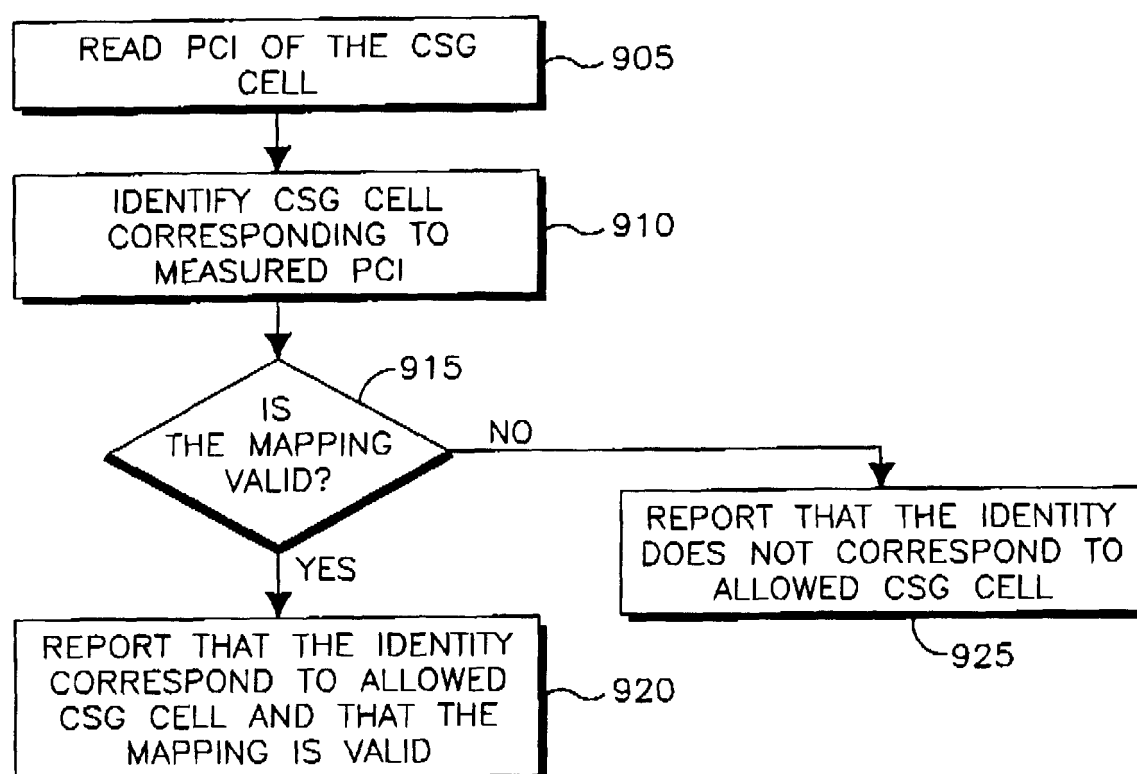 READ PCI OF THE CSG
CELL
905
IDENTIFY CSG CELL
CORRESPONDING TO
MEASURED PCI
910
915
IS
THE MAPPING
VALID?
NO
YES
REPORT THAT THE IDENTITY
DOES NOT CORRESPOND TO
ALLOWED CSG CELL
925
REPORT THAT THE IDENTITY
CORRESPOND TO ALLOWED
CSG CELL AND THAT THE
MAPPING IS VALID
920